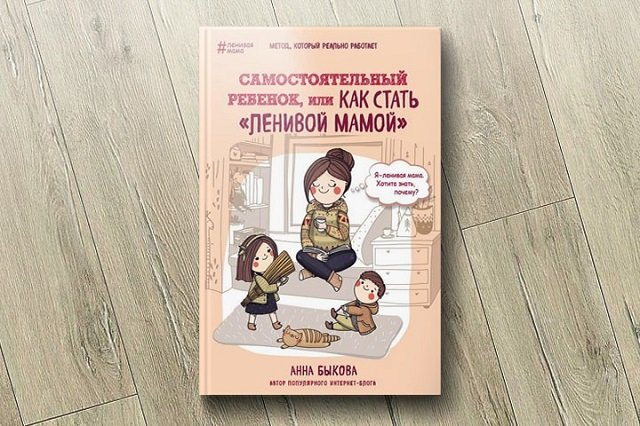 #ленивая
мама
МЕТОД, КОТОРЫЙ РЕАЛЬНО РАБОТАЕТ
САМОСТОЯТЕЛЬНЫЙ
РЕБЕНОК, ИЛИ КАК СТАТЬ
«ЛЕНИВОЙ МАМОЙ»
Я-ленивая мама.
Хотите знать,
почему?
АННА БЫКОВА
АВТОР ПОПУЛЯРНОГО ИНТЕРНЕТ-БЛОГА